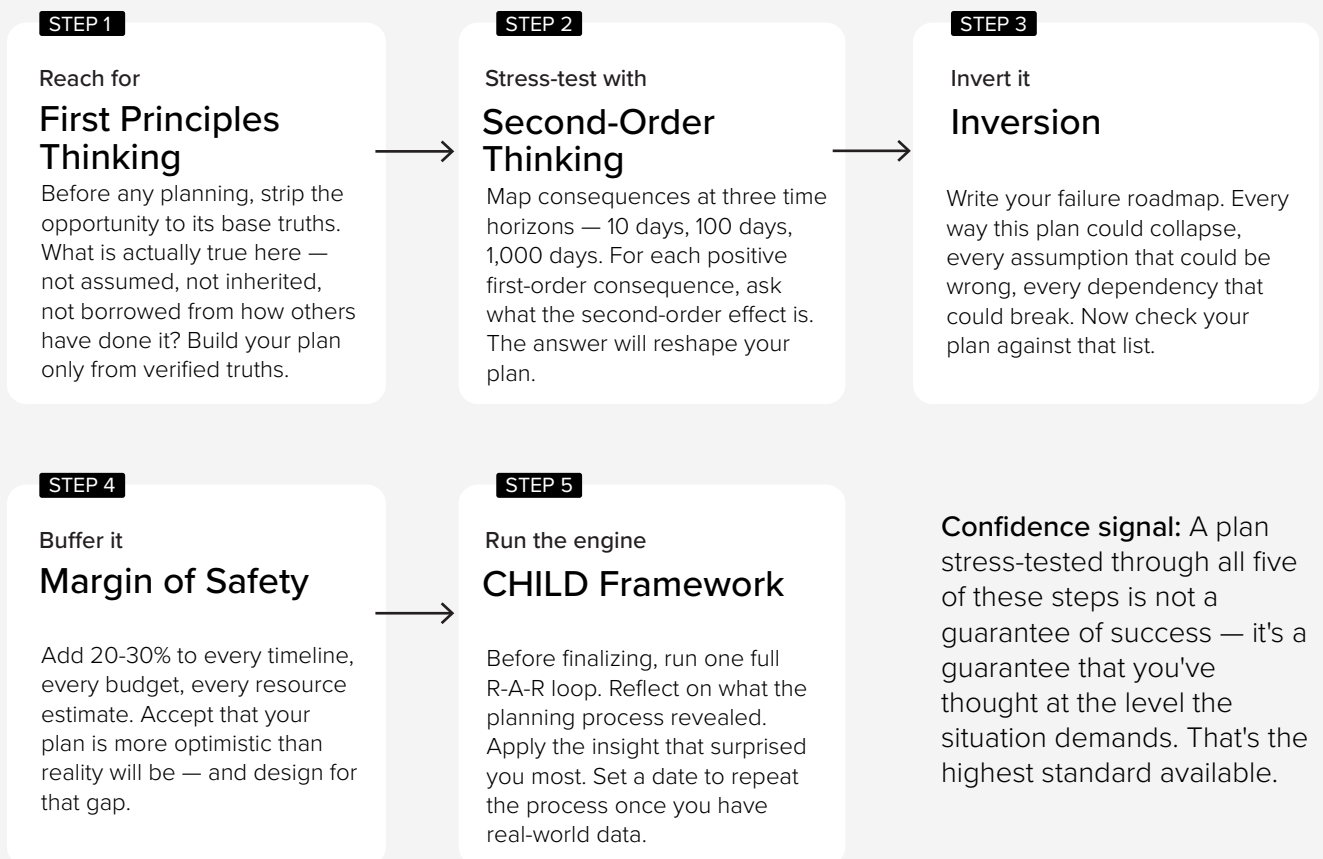 STEP 1
Reach for
First Principles
Thinking
Before any planning, strip the
opportunity to its base truths.
What is actually true here —
not assumed, not inherited,
not borrowed from how others
have done it? Build your plan
only from verified truths.
STEP 2
Stress-test with
Second-Order
Thinking
Map consequences at three time
horizons — 10 days, 100 days,
1,000 days. For each positive
first-order consequence, ask
what the second-order effect is.
The answer will reshape your
plan.
STEP 3
Invert it
Inversion
Write your failure roadmap. Every
way this plan could collapse,
every assumption that could be
wrong, every dependency that
could break. Now check your
plan against that list.
STEP 4
Buffer it
Margin of Safety
Add 20-30% to every timeline,
every budget, every resource
estimate. Accept that your
plan is more optimistic than
reality will be — and design for
that gap.
STEP 5
Run the engine
CHILD Framework
Before finalizing, run one full
R-A-R loop. Reflect on what the
planning process revealed.
Apply the insight that surprised
you most. Set a date to repeat
the process once you have
real-world data.
Confidence signal: A plan
stress-tested through all five
of these steps is not a
guarantee of success — it's a
guarantee that you've
thought at the level the
situation demands. That's the
highest standard available.